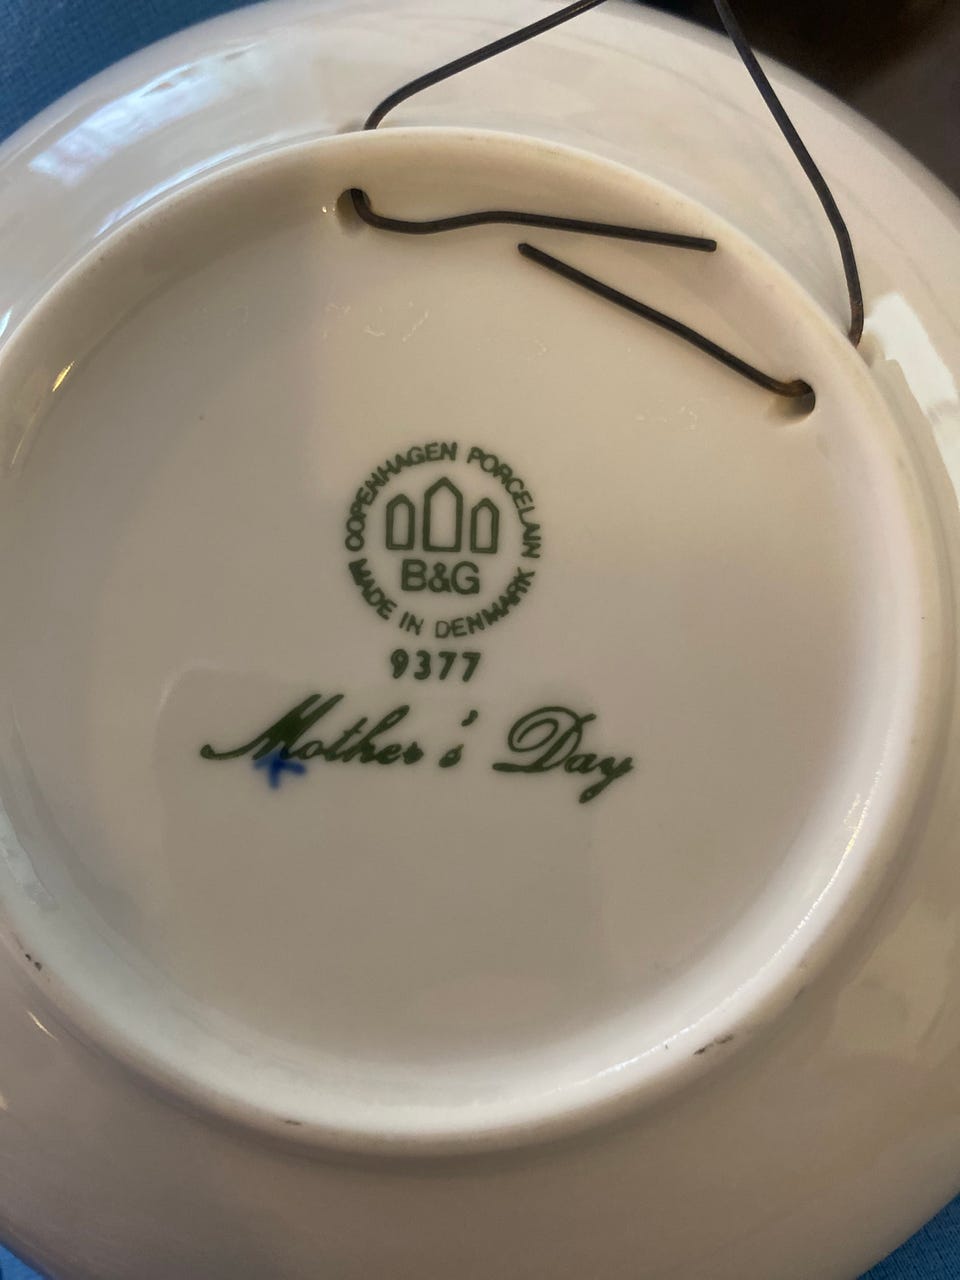 COPENHAGEN PORCELAIN
B&G
MADE IN DENMARK
9377
Mother's Day